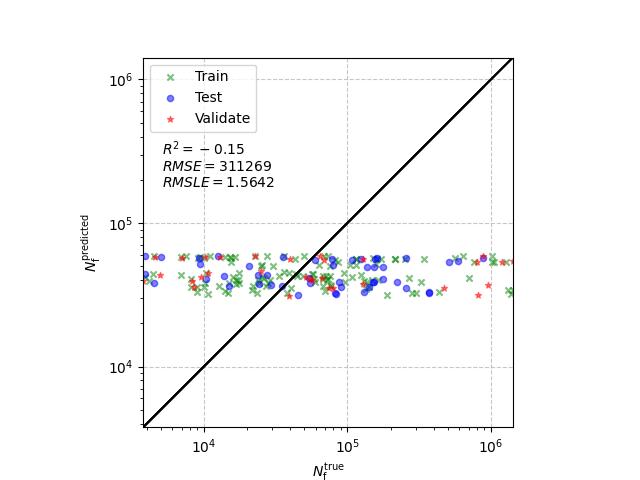 Train
Test
Validate
R² = −0.15
RMSE = 311269
RMSLE = 1.5642
10⁶
10⁵
10⁴
N_f^predicted
10⁴ 10⁵ 10⁶
N_f^true